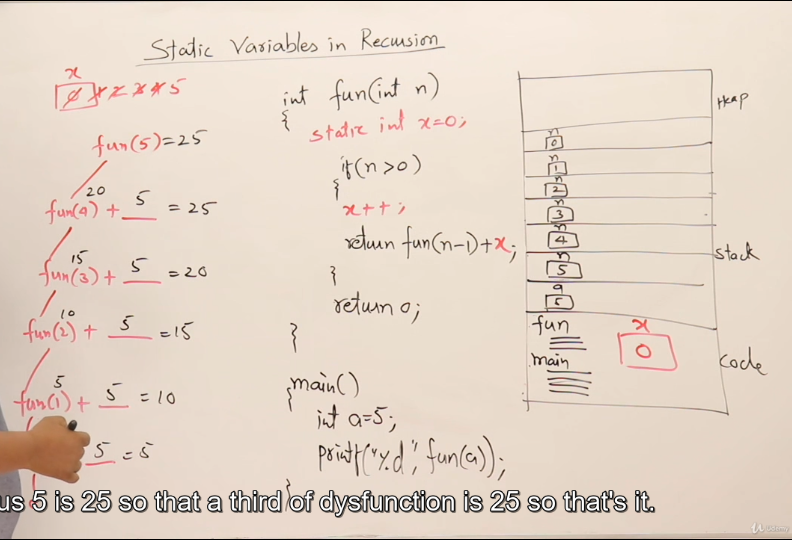 Static Variables in Recursion
x
0 1 2 3 4 5
fun(5) = 25
20
fun(4) + 5 = 25
15
fun(3) + 5 = 20
10
fun(2) + 5 = 15
5
fun(1) + 5 = 10
5 = 5
int fun(int n)
{
static int x=0;
if(n>0)
{
x++;
return fun(n-1)+x;
}
return 0;
}
main()
{
int a=5;
printf("%d", fun(a));
}
Heap
n
0
n
1
n
2
n
3
n
4
n
5
a
5
stack
fun
main
x
0
code
us 5 is 25 so that a third of dysfunction is 25 so that's it.
Udemy